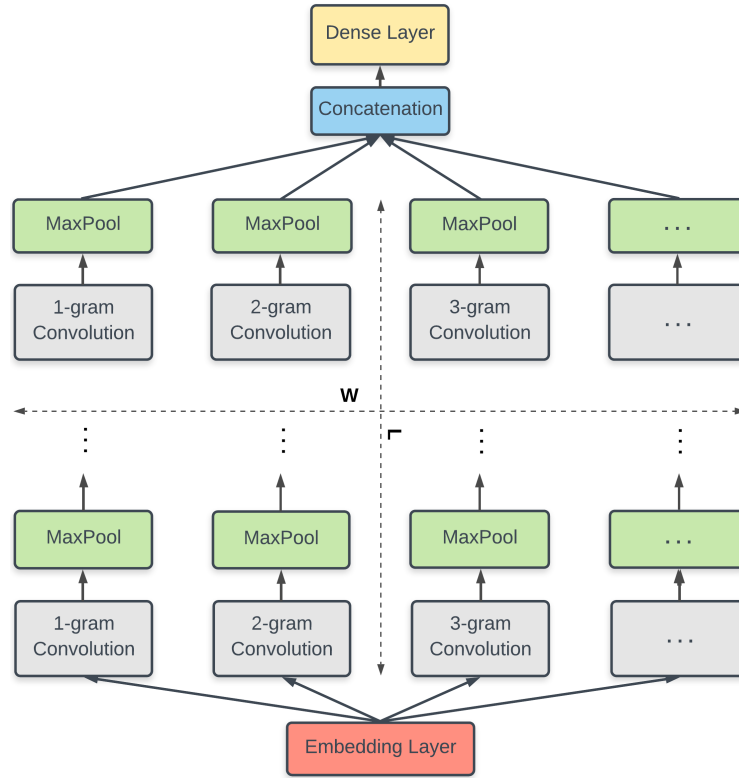 Dense Layer
Concatenation
MaxPool MaxPool MaxPool ...
1-gram Convolution
2-gram Convolution
3-gram Convolution
...
W
L
... ... ... ...
MaxPool MaxPool MaxPool ...
1-gram Convolution
2-gram Convolution
3-gram Convolution
...
Embedding Layer